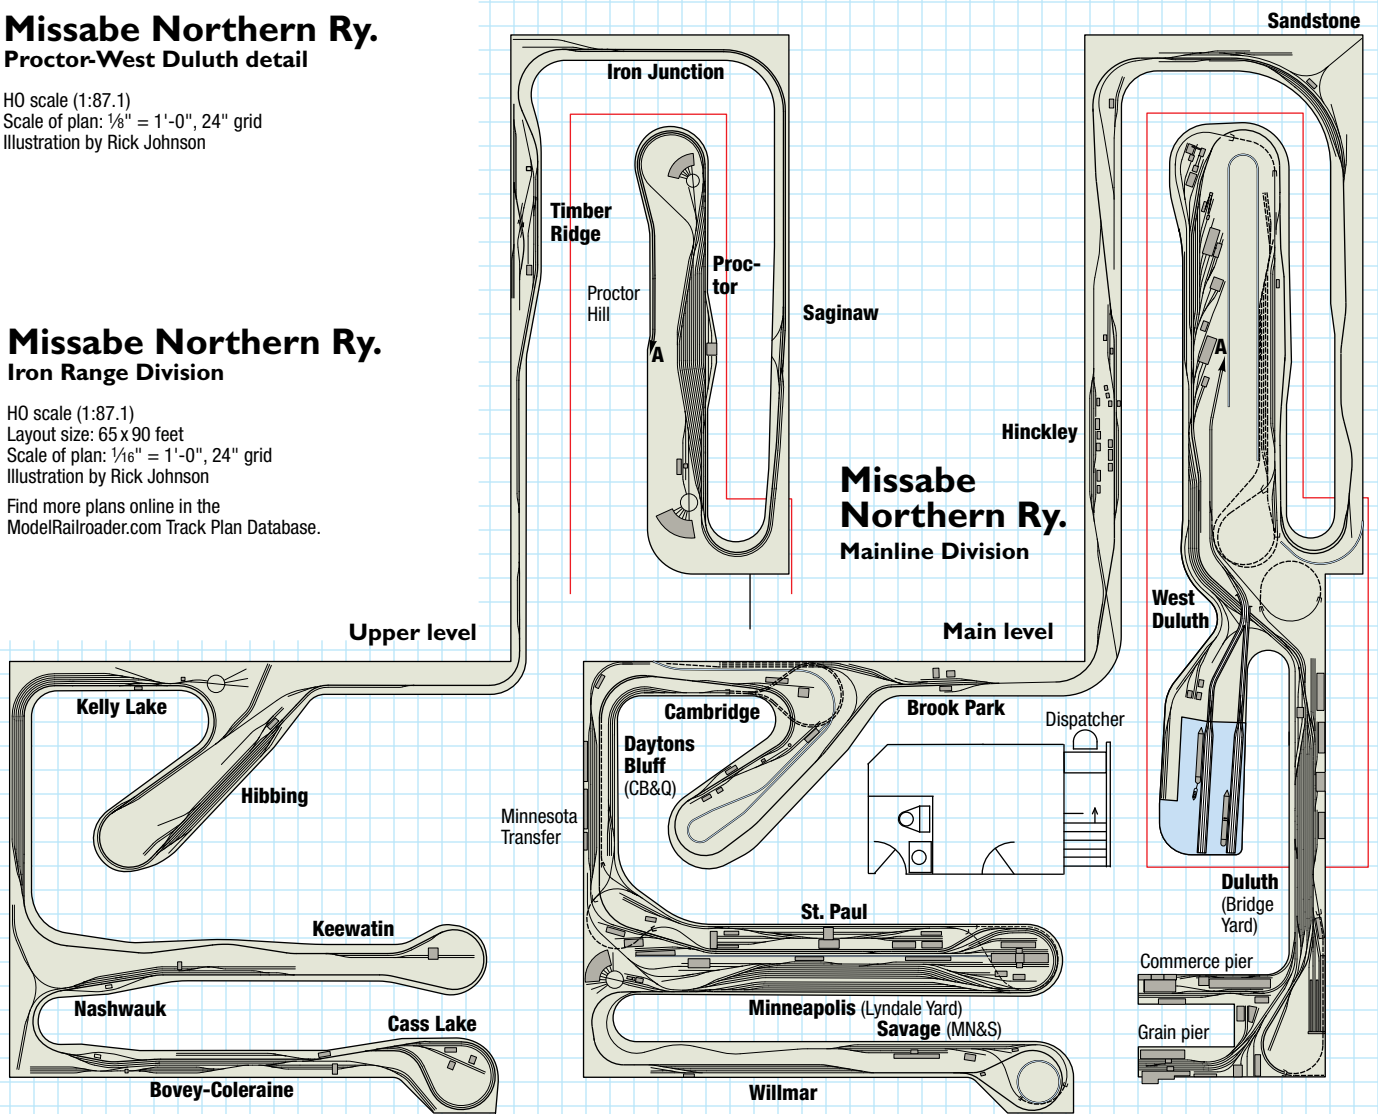 Missabe Northern Ry.
Proctor-West Duluth detail
HO scale (1:87.1)
Scale of plan: ⅛" = 1'-0", 24" grid
Illustration by Rick Johnson
Missabe Northern Ry.
Iron Range Division
HO scale (1:87.1)
Layout size: 65 x 90 feet
Scale of plan: 1⁄16" = 1'-0", 24" grid
Illustration by Rick Johnson
Find more plans online in the
ModelRailroader.com Track Plan Database.
Upper level
Iron Junction
Timber
Ridge
Proctor
Hill
A
Proc-
tor
Saginaw
Kelly Lake
Hibbing
Keewatin
Nashwauk
Cass Lake
Bovey-Coleraine
Missabe
Northern Ry.
Mainline Division
Main level
Sandstone
Hinckley
A
West
Duluth
Brook Park
Dispatcher
Cambridge
Daytons
Bluff
(CB&Q)
Minnesota
Transfer
St. Paul
Minneapolis (Lyndale Yard)
Savage (MN&S)
Willmar
Duluth
(Bridge
Yard)
Commerce pier
Grain pier